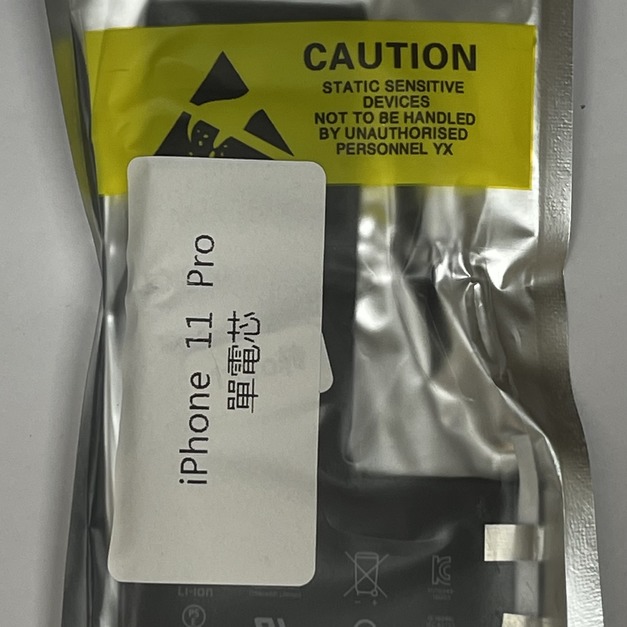 CAUTION
STATIC SENSITIVE
DEVICES
NOT TO BE HANDLED
BY UNAUTHORISED
PERSONNEL YX
iPhone 11 Pro
單電芯
Li-ion